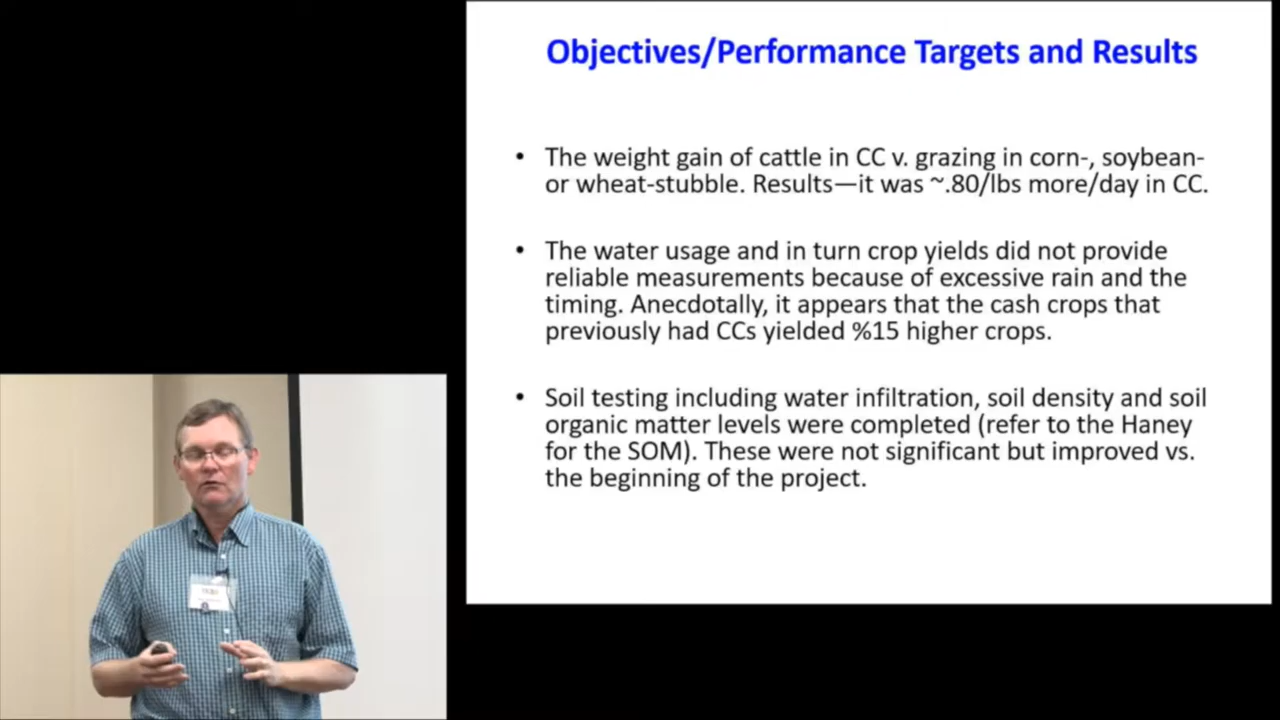 Objectives/Performance Targets and Results
• The weight gain of cattle in CC v. grazing in corn-, soybean-
or wheat-stubble. Results—it was ~.80/lbs more/day in CC.
• The water usage and in turn crop yields did not provide
reliable measurements because of excessive rain and the
timing. Anecdotally, it appears that the cash crops that
previously had CCs yielded %15 higher crops.
• Soil testing including water infiltration, soil density and soil
organic matter levels were completed (refer to the Haney
for the SOM). These were not significant but improved vs.
the beginning of the project.